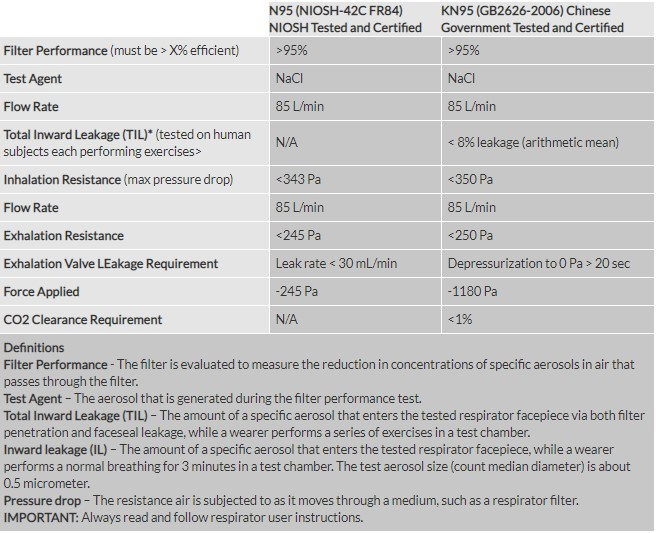 N95 (NIOSH-42C FR84) KN95 (GB2626-2006) Chinese
NIOSH Tested and Certified Government Tested and Certified
Filter Performance (must be > X% efficient) >95% >95%
Test Agent NaCl NaCl
Flow Rate 85 L/min 85 L/min
Total Inward Leakage (TIL)* (tested on human
subjects each performing exercises> N/A < 8% leakage (arithmetic mean)
Inhalation Resistance (max pressure drop) <343 Pa <350 Pa
Flow Rate 85 L/min 85 L/min
Exhalation Resistance <245 Pa <250 Pa
Exhalation Valve LEakage Requirement Leak rate < 30 mL/min Depressurization to 0 Pa > 20 sec
Force Applied -245 Pa -1180 Pa
CO2 Clearance Requirement N/A <1%
Definitions
Filter Performance - The filter is evaluated to measure the reduction in concentrations of specific aerosols in air that
passes through the filter.
Test Agent – The aerosol that is generated during the filter performance test.
Total Inward Leakage (TIL) – The amount of a specific aerosol that enters the tested respirator facepiece via both filter
penetration and faceseal leakage, while a wearer performs a series of exercises in a test chamber.
Inward leakage (IL) – The amount of a specific aerosol that enters the tested respirator facepiece, while a wearer
performs a normal breathing for 3 minutes in a test chamber. The test aerosol size (count median diameter) is about
0.5 micrometer.
Pressure drop – The resistance air is subjected to as it moves through a medium, such as a respirator filter.
IMPORTANT: Always read and follow respirator user instructions.